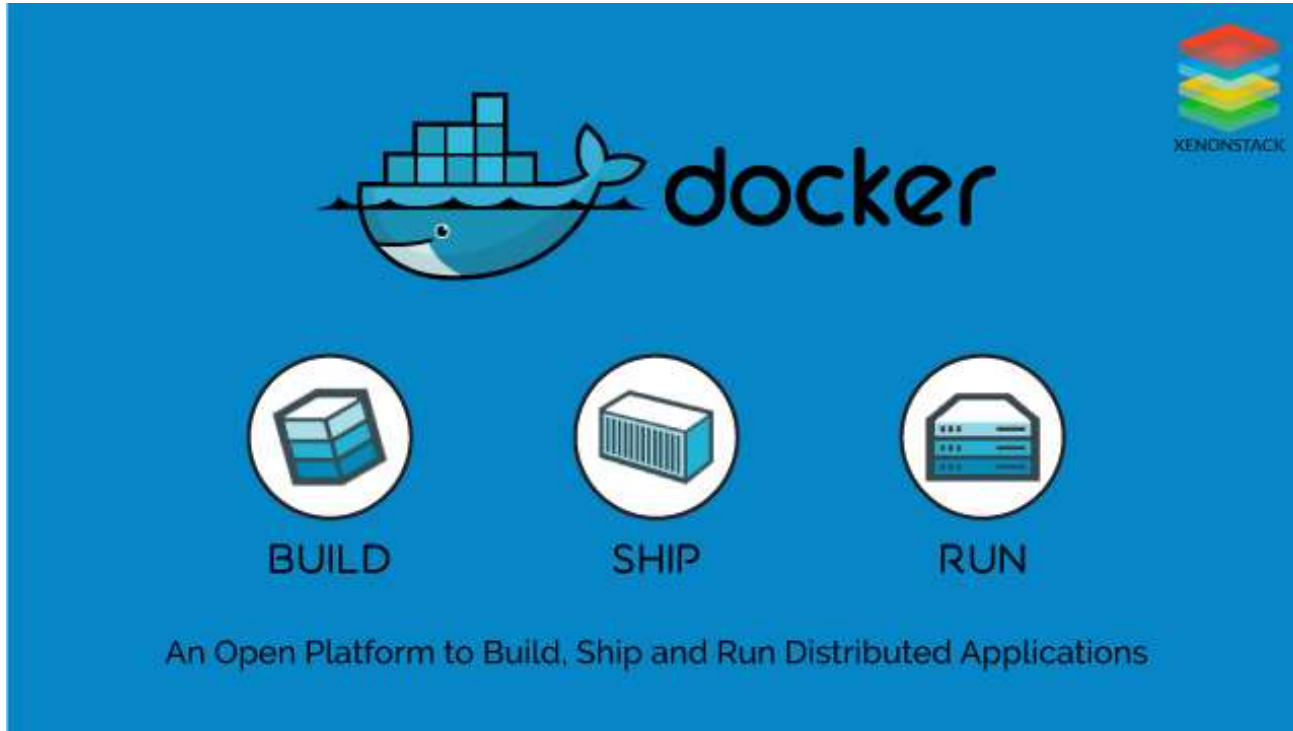 XENONSTACK
docker
BUILD
SHIP
RUN
An Open Platform to Build, Ship and Run Distributed Applications